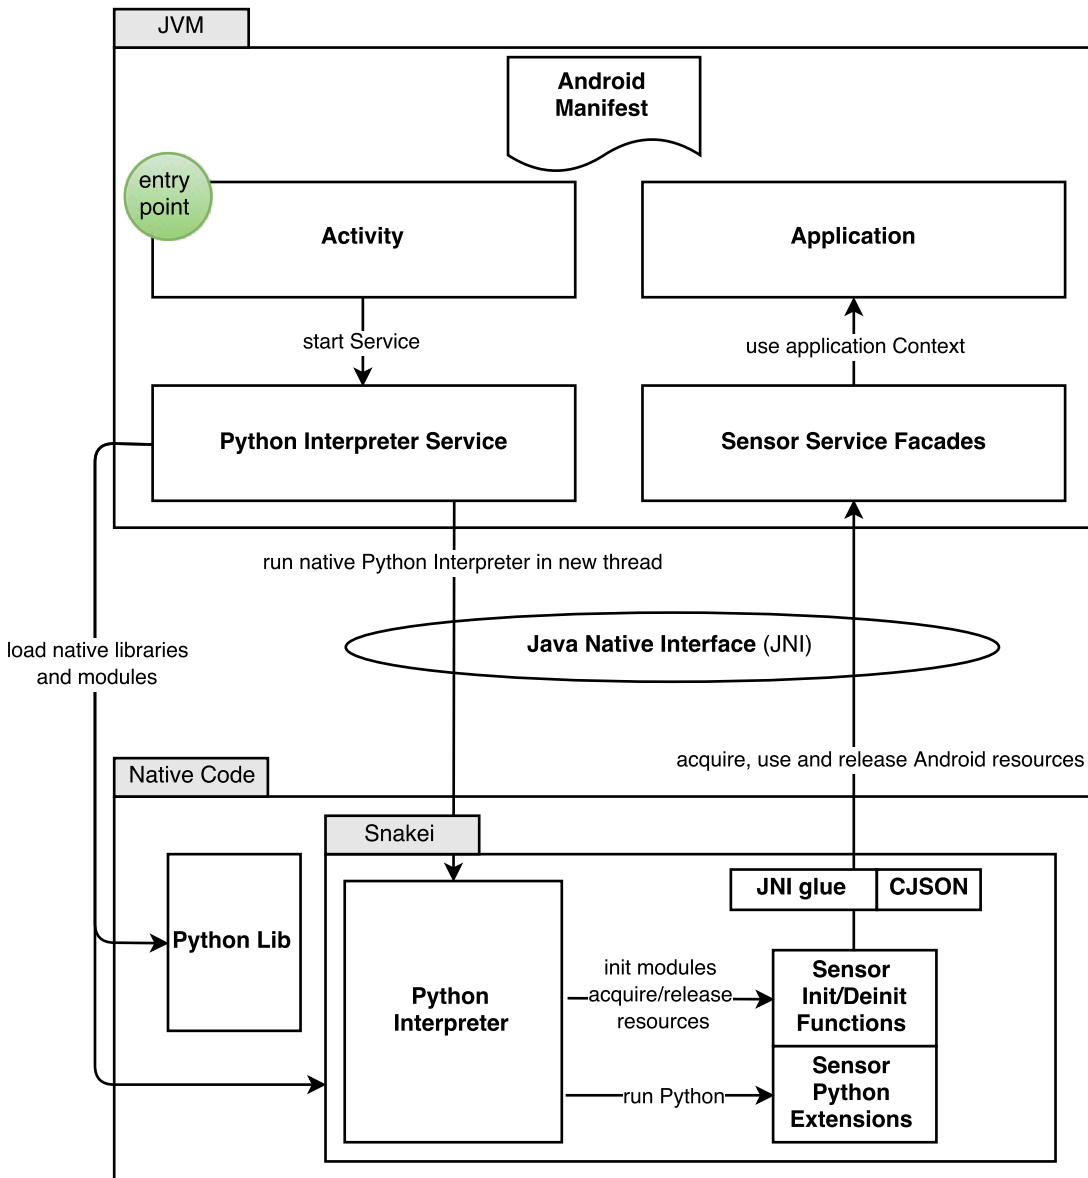 JVM
Android
Manifest
entry
point
Activity
Application
start Service
use application Context
Python Interpreter Service
Sensor Service Facades
run native Python Interpreter in new thread
load native libraries
and modules
Java Native Interface (JNI)
acquire, use and release Android resources
Native Code
Snakei
JNI glue
CJSON
Python Lib
Python
Interpreter
init modules
acquire/release
resources
Sensor
Init/Deinit
Functions
run Python
Sensor
Python
Extensions